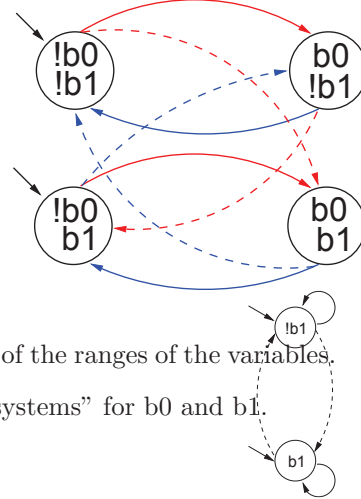 !b0
!b1
b0
!b1
!b0
b1
b0
b1
!b1
of the ranges of the variables.
systems” for b0 and b1.
b1